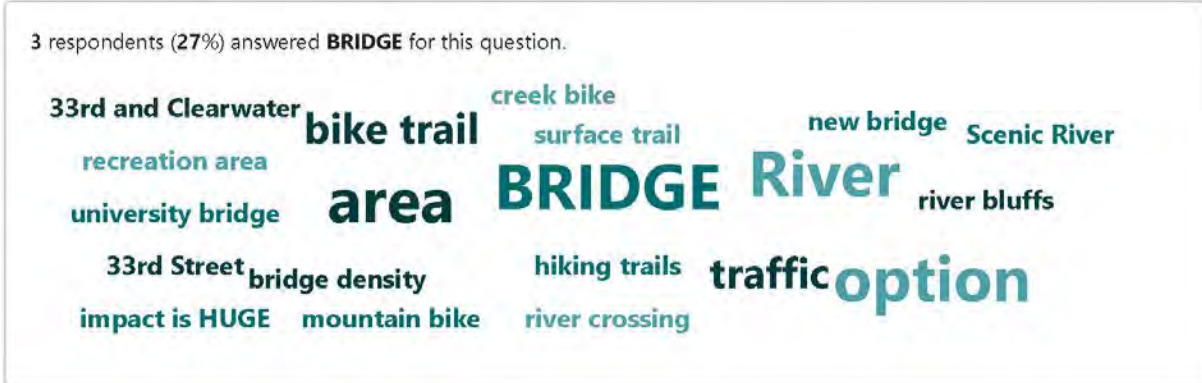 3 respondents (27%) answered BRIDGE for this question.
creek bike
33rd and Clearwater
bike trail
surface trail
new bridge
Scenic River
recreation area
BRIDGE
River
area
university bridge
river bluffs
33rd Street
bridge density
hiking trails
traffic
option
impact is HUGE
mountain bike
river crossing